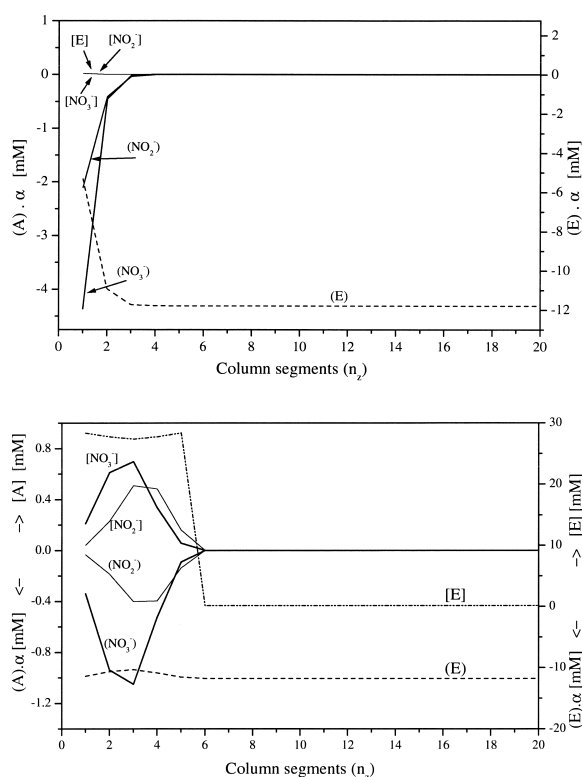 1
0
-1
-2
-3
-4
(A) . α [mM]
[E]
[NO₂⁻]
[NO₃⁻]
(NO₂⁻)
(NO₃⁻)
(E)
2
0
-2
-4
-6
-8
-10
-12
(E) . α [mM]
0 2 4 6 8 10 12 14 16 18 20
Column segments (n_z)
0.8
0.4
0.0
-0.4
-0.8
-1.2
(A).α [mM] <- -> [A] [mM]
[NO₃⁻]
[NO₂⁻]
(NO₂⁻)
(NO₃⁻)
[E]
(E)
30
20
10
0
-10
-20
(E).α [mM] <- -> [E] [mM]
0 2 4 6 8 10 12 14 16 18 20
Column segments (n_z)